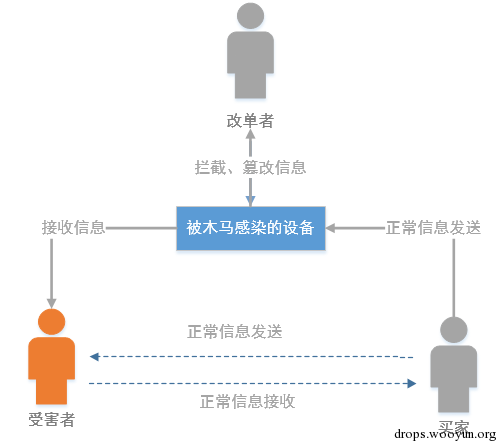 改单者
拦截、篡改信息
接收信息
被木马感染的设备
正常信息发送
正常信息发送
正常信息接收
受害者
买家
drops.wooyun.org